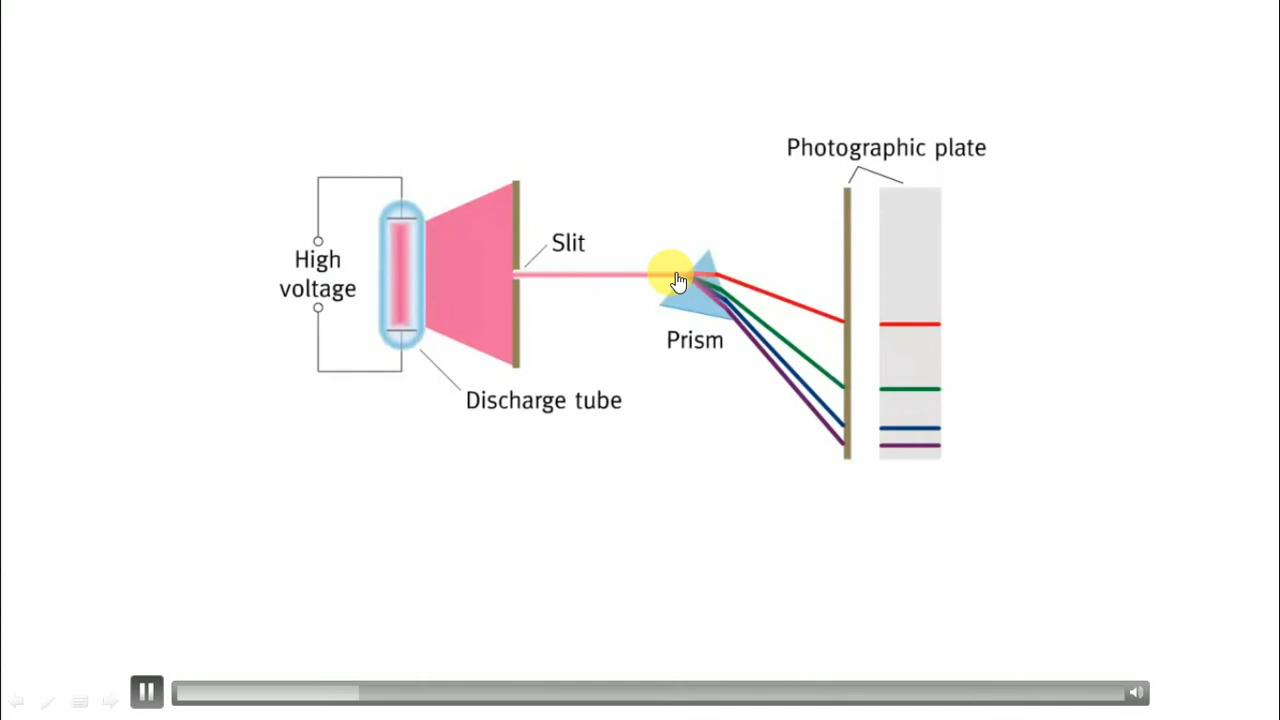 Photographic plate
Slit
High
voltage
Prism
Discharge tube